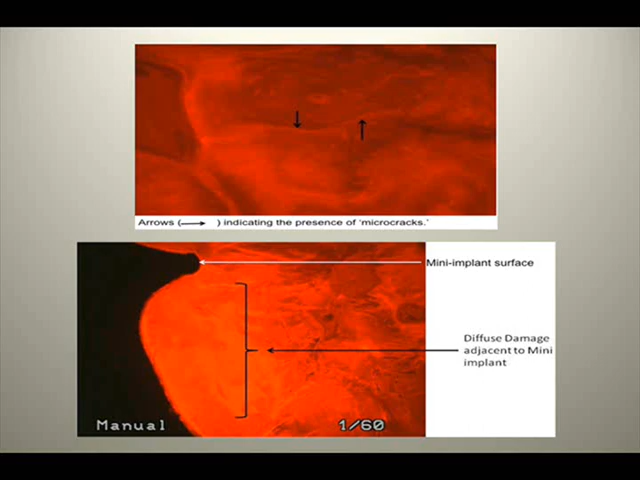 Arrows ( ) indicating the presence of 'microcracks.'
Mini-implant surface
Diffuse Damage
adjacent to Mini
implant
Manual
1/60